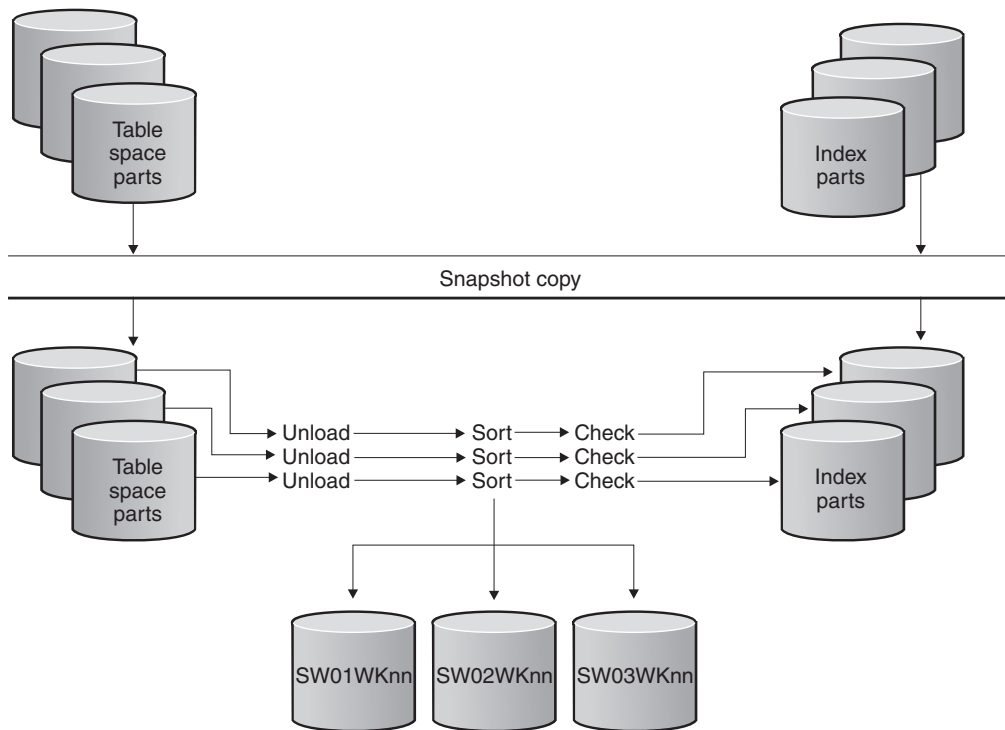 Table
space
parts
Index
parts
Snapshot copy
Table
space
parts
Unload Sort Check
Unload Sort Check
Unload Sort Check
Index
parts
SW01WKnn SW02WKnn SW03WKnn